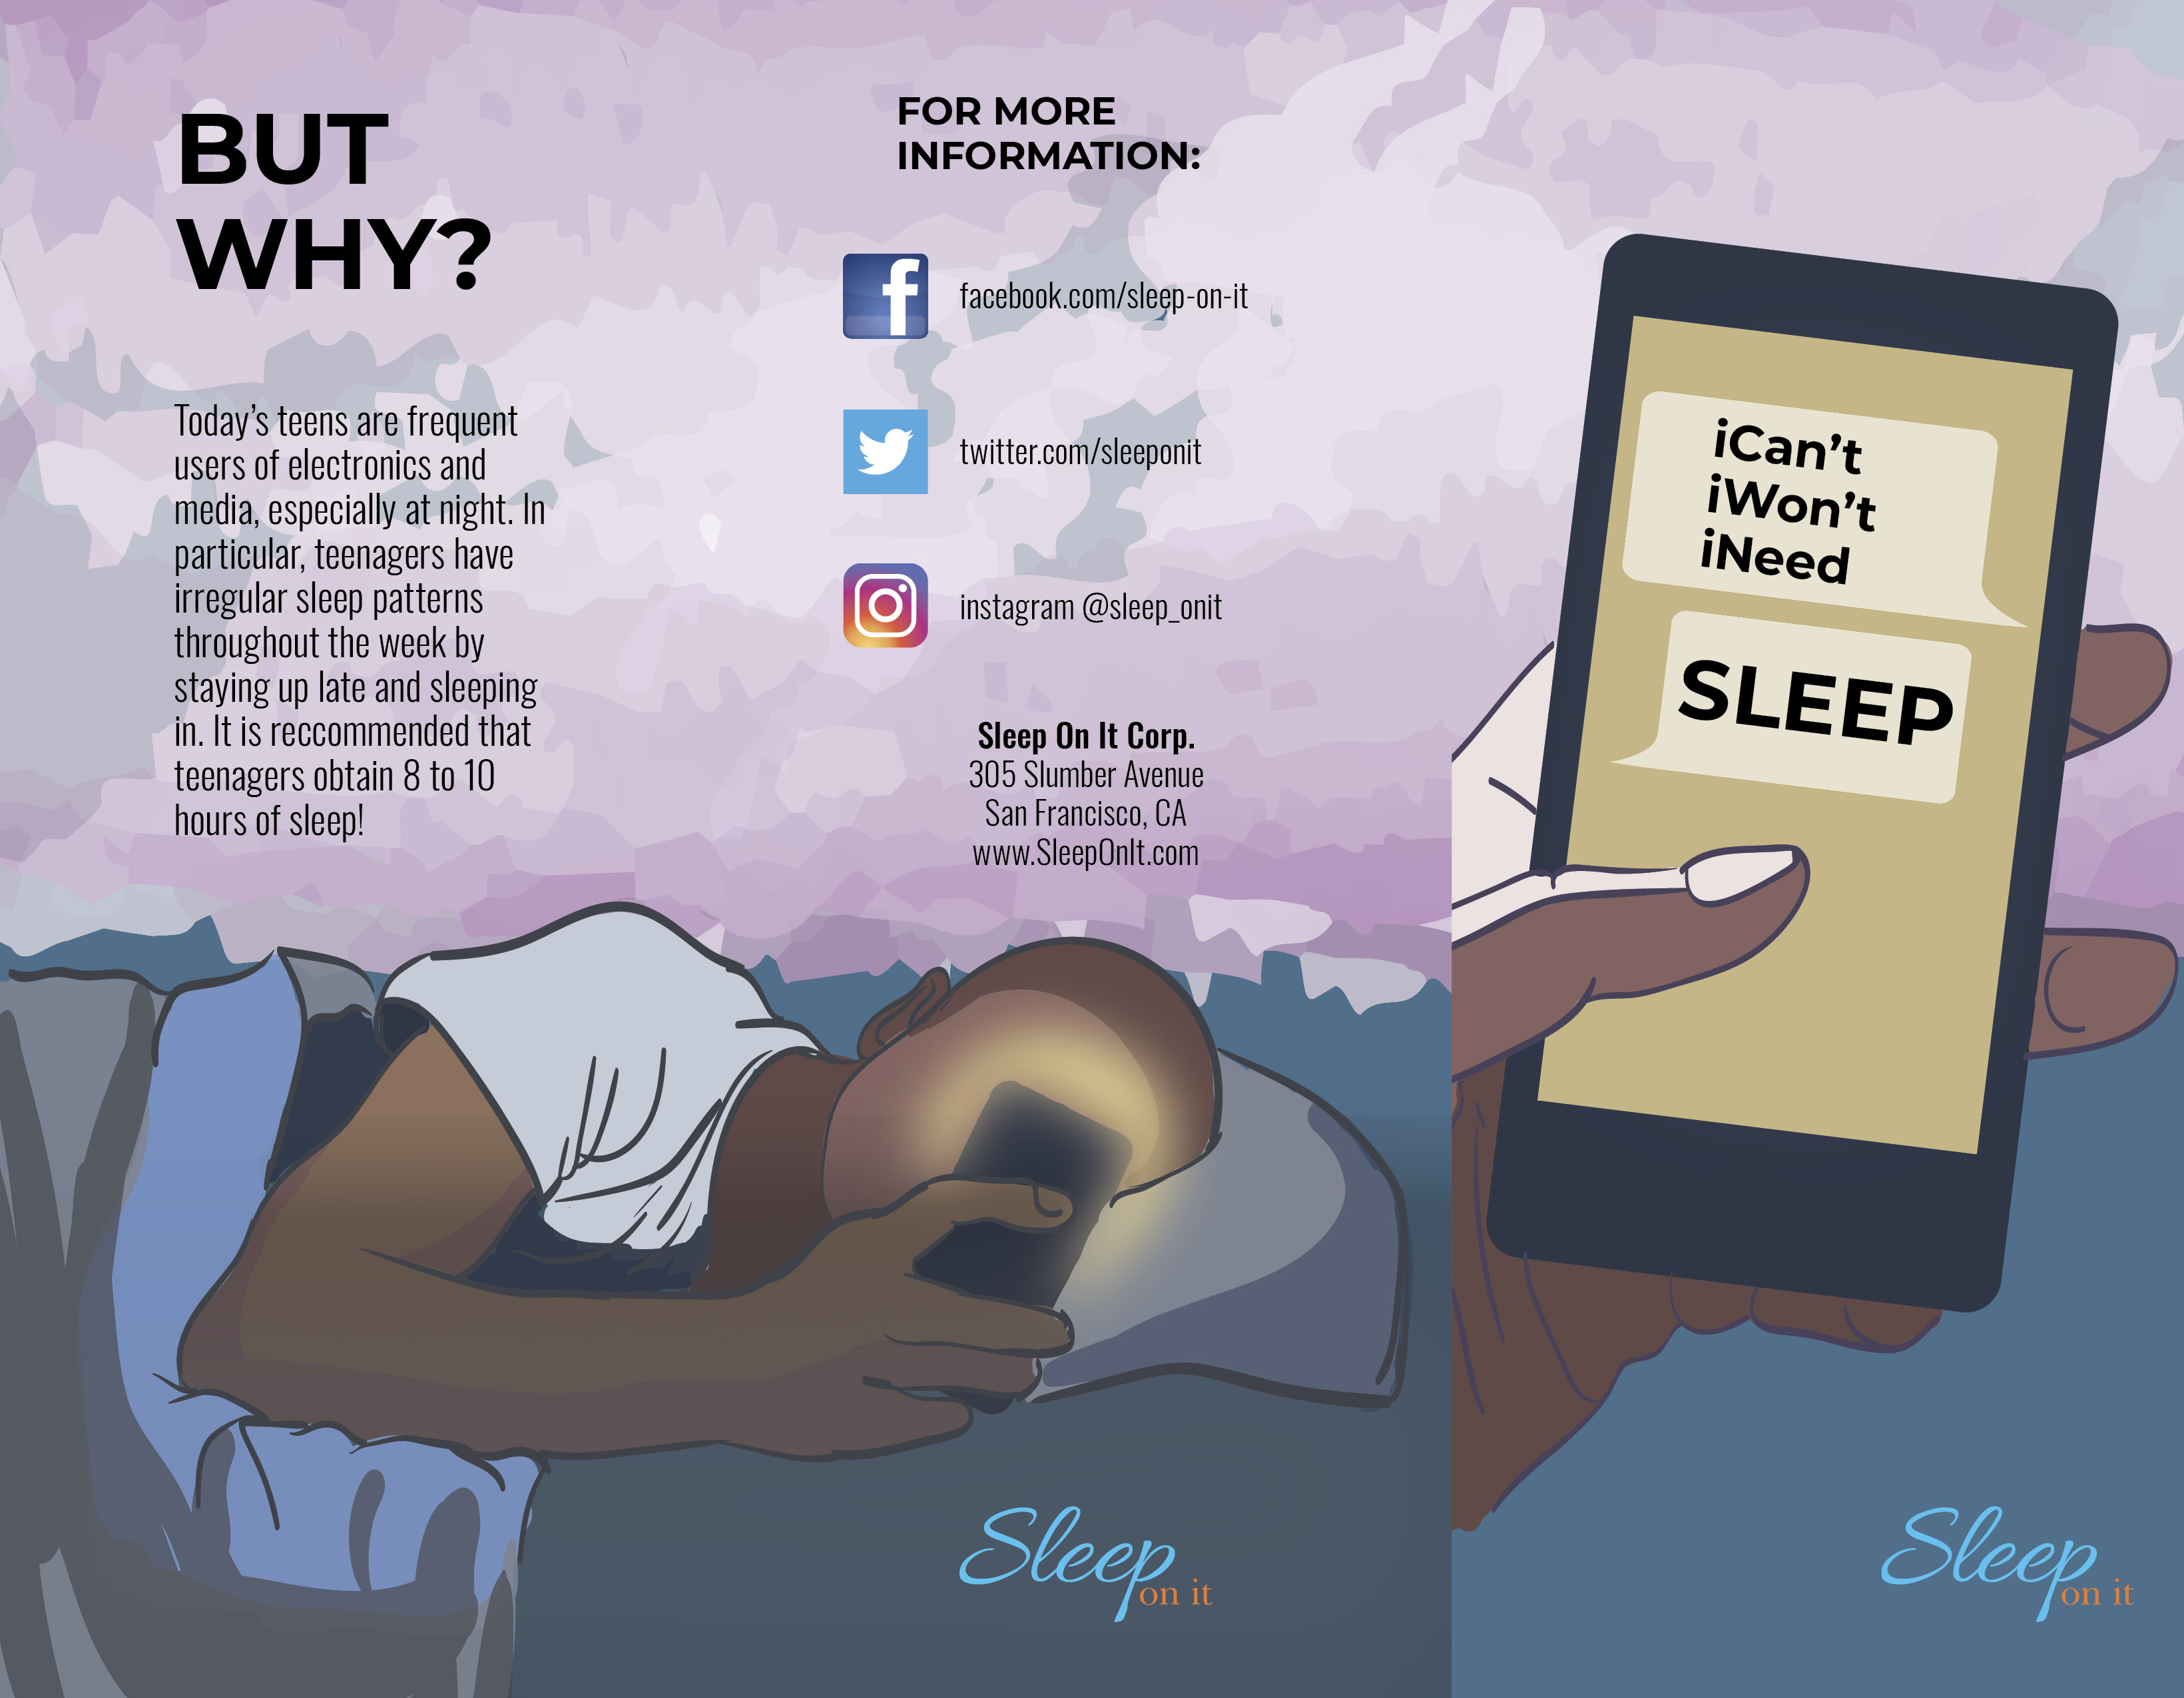 BUT
WHY?
Today's teens are frequent
users of electronics and
media, especially at night. In
particular, teenagers have
irregular sleep patterns
throughout the week by
staying up late and sleeping
in. It is reccommended that
teenagers obtain 8 to 10
hours of sleep!
FOR MORE
INFORMATION:
facebook.com/sleep-on-it
twitter.com/sleeponit
instagram @sleep_onit
Sleep On It Corp.
305 Slumber Avenue
San Francisco, CA
www.SleepOnIt.com
Sleep
on it
iCan't
iWon't
iNeed
SLEEP
Sleep
on it